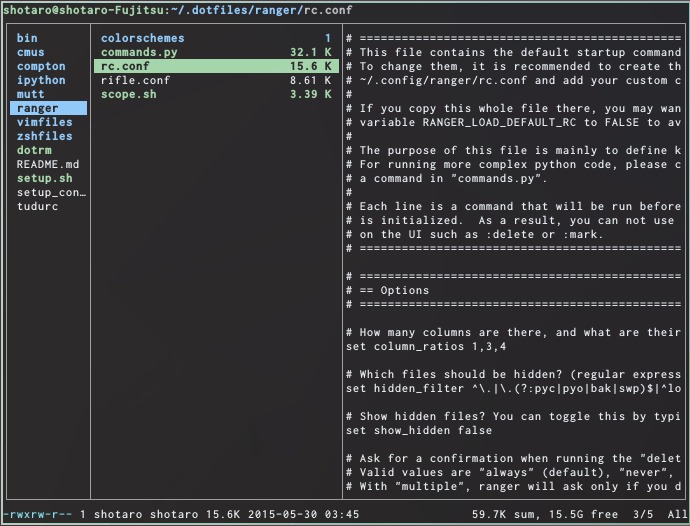 shotaro@shotaro-Fujitsu:~/.dotfiles/ranger/rc.conf
bin
cmus
compton
ipython
mutt
ranger
vimfiles
zshfiles
dotrm
README.md
setup.sh
setup_con…
tudurc
colorschemes 1
commands.py 32.1 K
rc.conf 15.6 K
rifle.conf 8.61 K
scope.sh 3.39 K
# ===============================================
# This file contains the default startup command
# To change them, it is recommended to create th
# ~/.config/ranger/rc.conf and add your custom c
#
# If you copy this whole file there, you may wan
# variable RANGER_LOAD_DEFAULT_RC to FALSE to av
#
# The purpose of this file is mainly to define k
# For running more complex python code, please c
# a command in "commands.py".
#
# Each line is a command that will be run before
# is initialized.  As a result, you can not use
# on the UI such as :delete or :mark.
# ===============================================
# ===============================================
# == Options
# ===============================================
# How many columns are there, and what are their
set column_ratios 1,3,4
# Which files should be hidden? (regular express
set hidden_filter ^\.|\.(?:pyc|pyo|bak|swp)$|^lo
# Show hidden files? You can toggle this by typi
set show_hidden false
# Ask for a confirmation when running the "delet
# Valid values are "always" (default), "never",
# With "multiple", ranger will ask only if you d
-rwxrw-r-- 1 shotaro shotaro 15.6K 2015-05-30 03:45 59.7K sum, 15.5G free 3/5 All